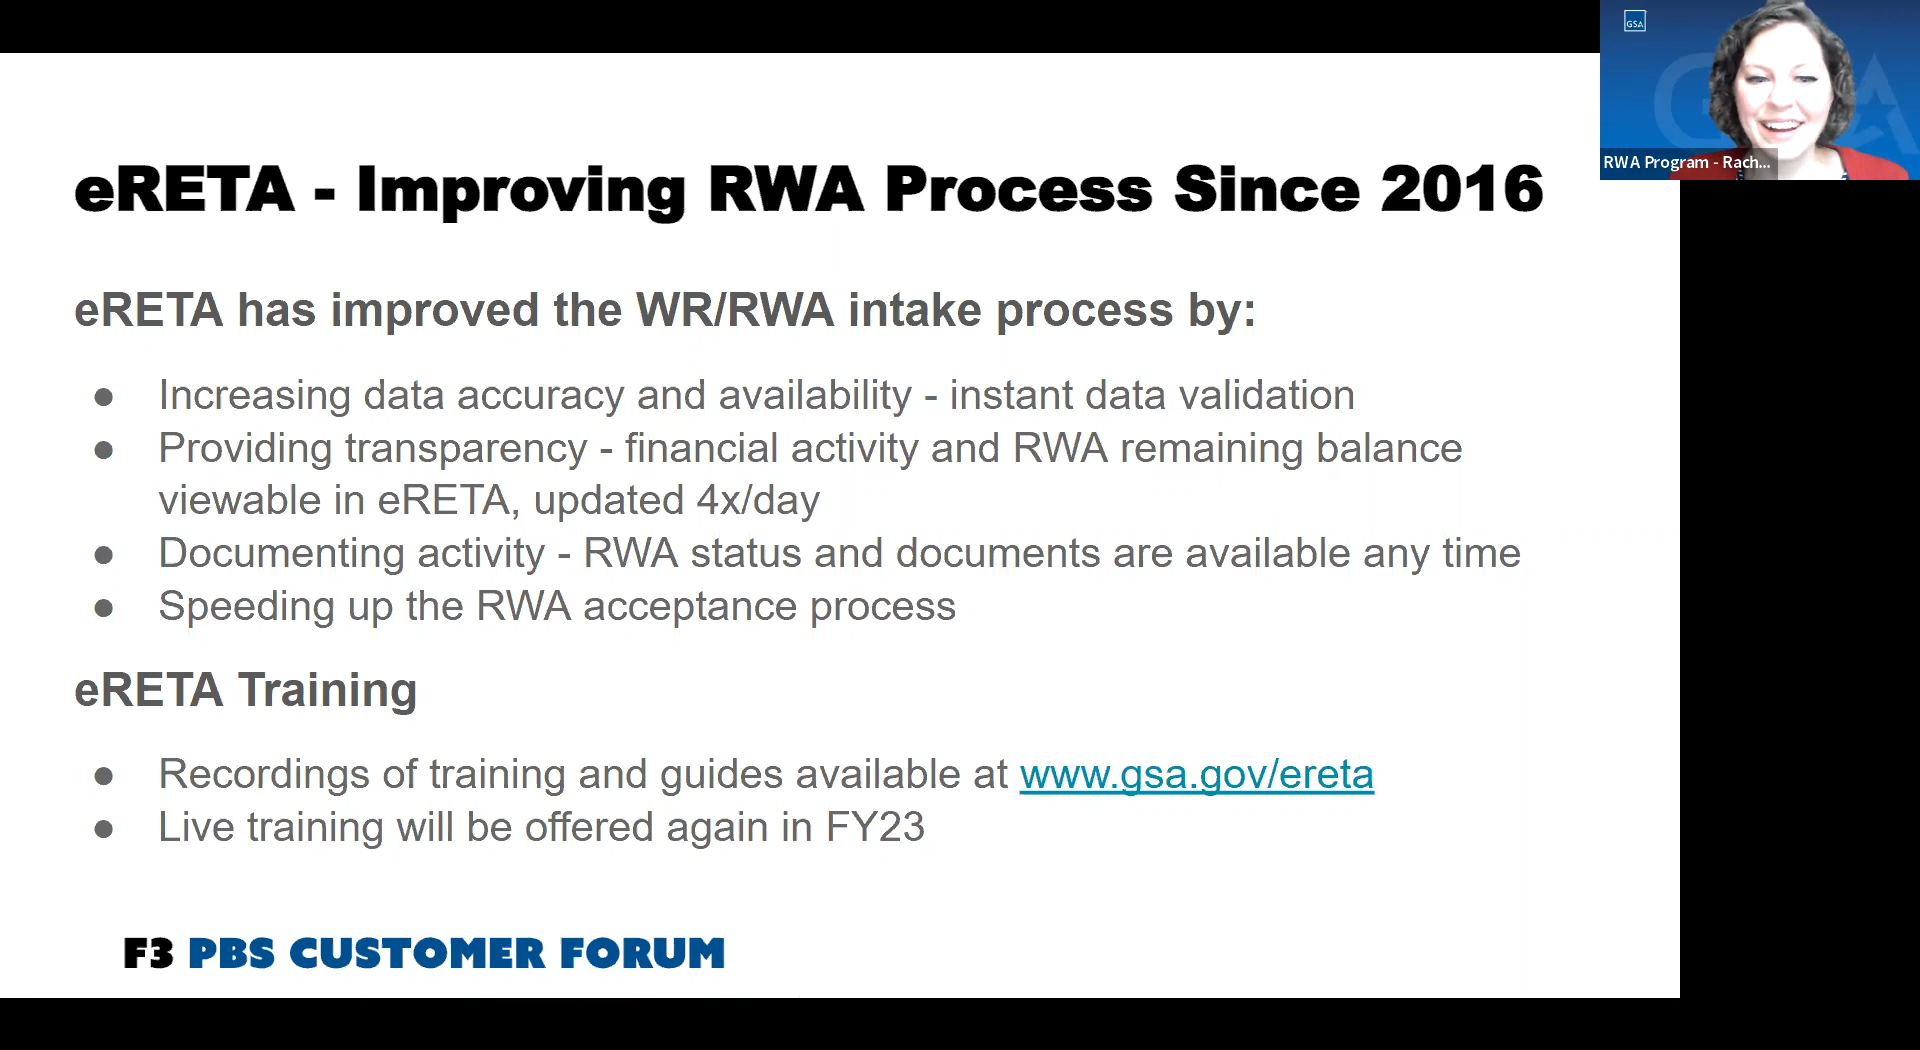 GSA
GSA
RWA Program - Rach...
eRETA - Improving RWA Process Since 2016
eRETA has improved the WR/RWA intake process by:
● Increasing data accuracy and availability - instant data validation
● Providing transparency - financial activity and RWA remaining balance
viewable in eRETA, updated 4x/day
● Documenting activity - RWA status and documents are available any time
● Speeding up the RWA acceptance process
eRETA Training
● Recordings of training and guides available at www.gsa.gov/ereta
● Live training will be offered again in FY23
F3 PBS CUSTOMER FORUM